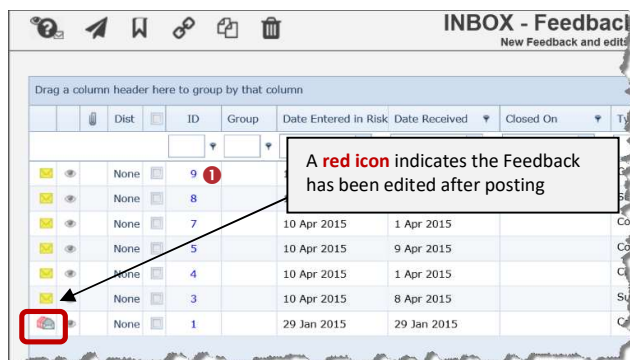 INBOX - Feedbac
New Feedback and edit
Drag a column header here to group by that column
Dist ID Group Date Entered in Risk Date Received Closed On
A red icon indicates the Feedback
has been edited after posting
None 9 1
None 8
None 7 10 Apr 2015 1 Apr 2015 Co
None 5 10 Apr 2015 9 Apr 2015 Co
None 4 10 Apr 2015 1 Apr 2015
None 3 10 Apr 2015 8 Apr 2015
None 1 29 Jan 2015 29 Jan 2015